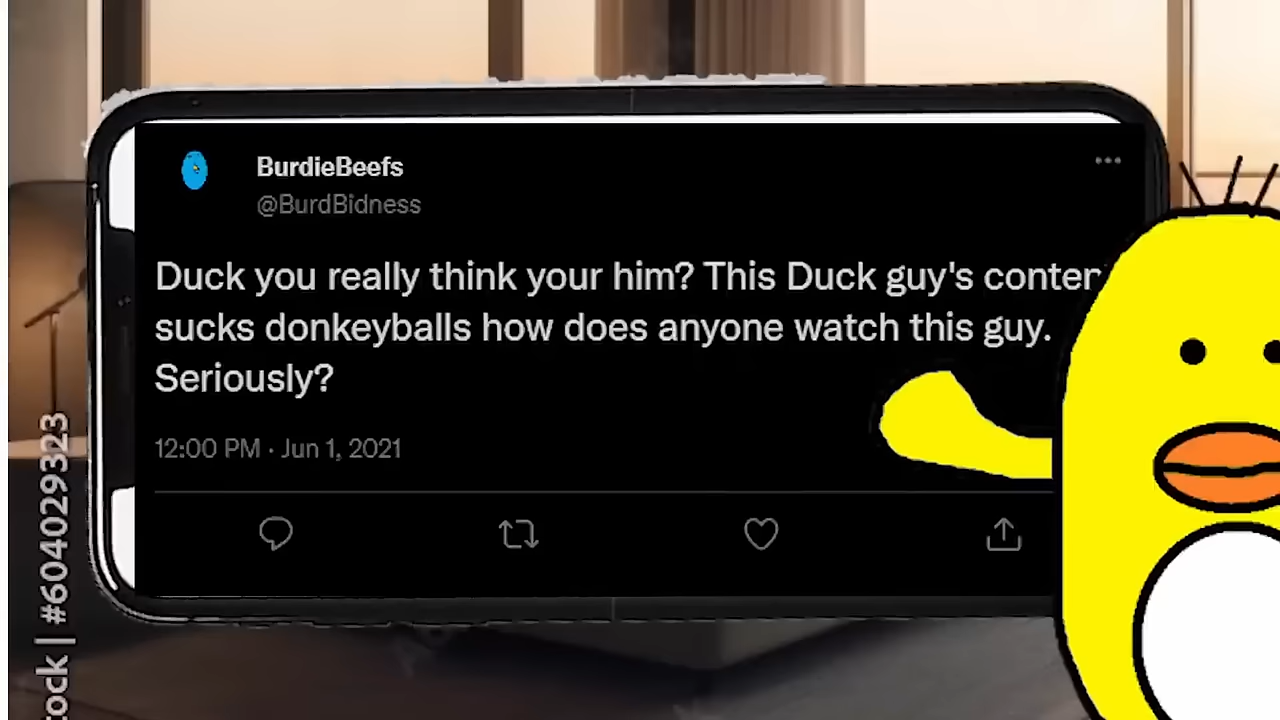 BurdieBeefs
@BurdBidness
Duck you really think your him? This Duck guy's conten
sucks donkeyballs how does anyone watch this guy.
Seriously?
12:00 PM · Jun 1, 2021
tock | #604029323